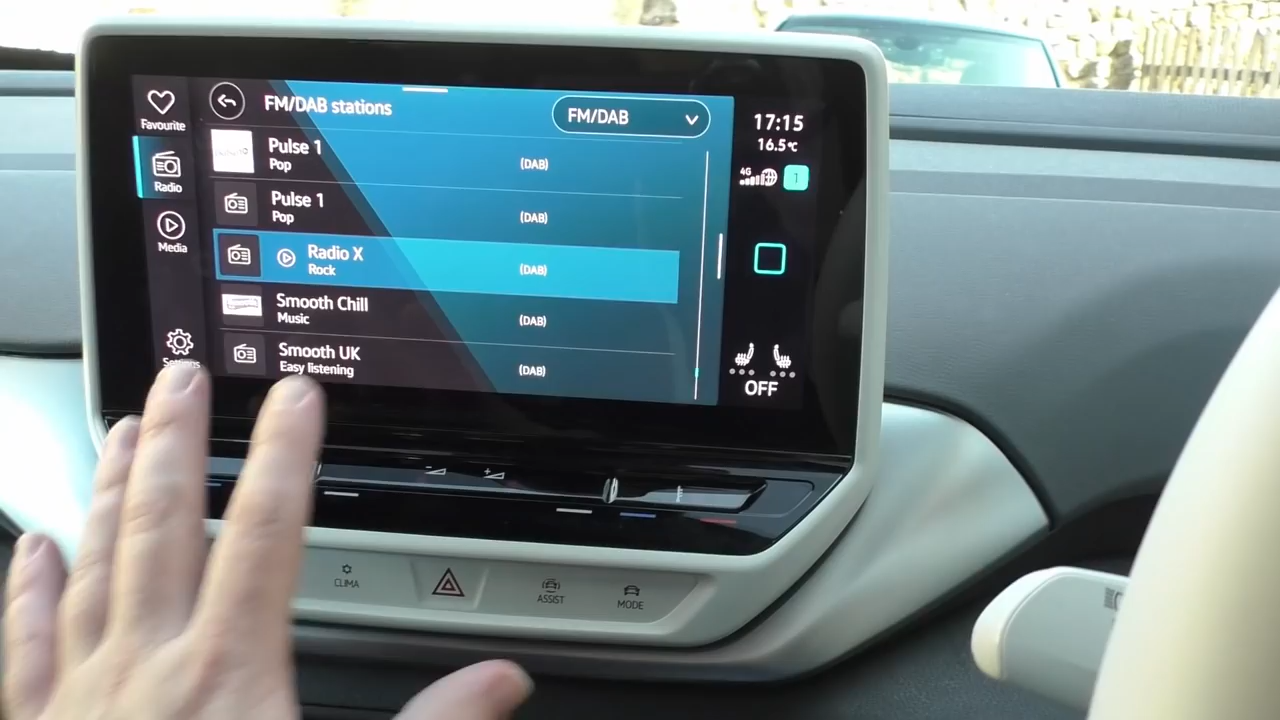 FM/DAB stations
FM/DAB
Favourite
Pulse 1
Pop
(DAB)
17:15
16.5°C
4G
1
Radio
Pulse 1
Pop
(DAB)
Media
Radio X
Rock
(DAB)
Smooth Chill
Music
(DAB)
Settings
Smooth UK
Easy listening
(DAB)
OFF
CLIMA
ASSIST
MODE